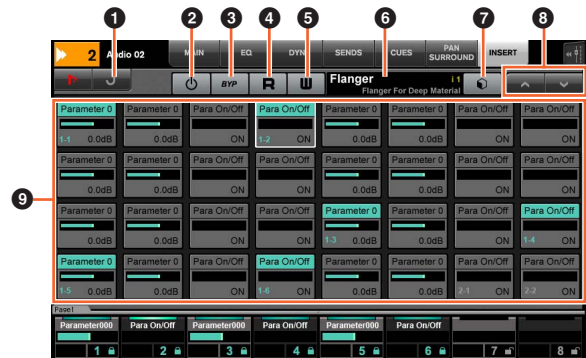 1 2 3 4 5 6 7 8
2 Audio 02 MAIN EQ DYN SENDS CUES PAN SURROUND INSERT
BYP R W Flanger i 1
Flanger For Deep Material
Parameter 0 Parameter 0 Para On/Off Para On/Off Parameter 0 Parameter 0 Para On/Off Para On/Off
1-1 0.0dB 0.0dB ON 1-2 ON 0.0dB 0.0dB ON ON
Parameter 0 Parameter 0 Para On/Off Para On/Off Parameter 0 Parameter 0 Para On/Off Para On/Off
0.0dB 0.0dB ON ON 0.0dB 0.0dB ON ON
9
Parameter 0 Parameter 0 Para On/Off Para On/Off Parameter 0 Parameter 0 Para On/Off Para On/Off
0.0dB 0.0dB ON ON 1-3 0.0dB 0.0dB ON 1-4 ON
Parameter 0 Parameter 0 Para On/Off Para On/Off Parameter 0 Parameter 0 Para On/Off Para On/Off
1-5 0.0dB 0.0dB ON 1-6 ON 0.0dB 0.0dB 2-1 ON 2-2 ON
Page1
Parameter000 Para On/Off Parameter000 Para On/Off Parameter000 Para On/Off
1 2 3 4 5 6 7 8